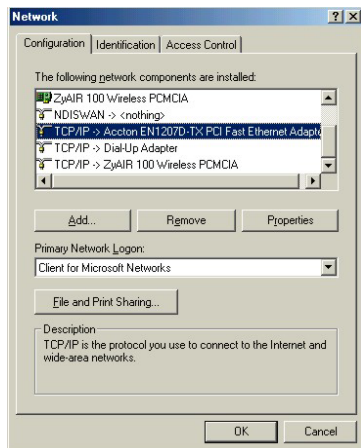 Network
Configuration Identification Access Control
The following network components are installed:
ZyAIR 100 Wireless PCMCIA
NDISWAN -> <nothing>
TCP/IP -> Accton EN1207D-TX PCI Fast Ethernet Adapte
TCP/IP -> Dial-Up Adapter
TCP/IP -> ZyAIR 100 Wireless PCMCIA
Add... Remove Properties
Primary Network Logon:
Client for Microsoft Networks
File and Print Sharing...
Description
TCP/IP is the protocol you use to connect to the Internet and
wide-area networks.
OK Cancel